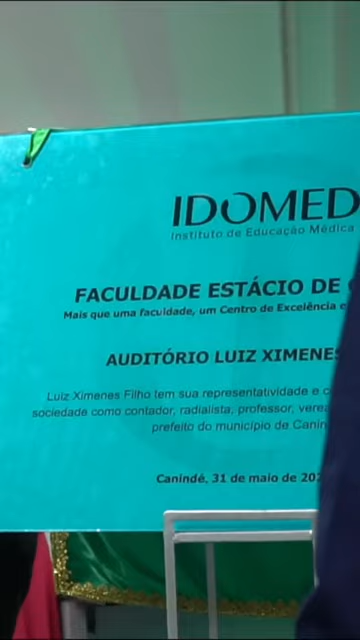 IDOMED
Instituto de Educação Médica
FACULDADE ESTÁCIO DE
Mais que uma faculdade, um Centro de Excelência
AUDITÓRIO LUIZ XIMENES
Luiz Ximenes Filho tem sua representatividade e
sociedade como contador, radialista, professor,
prefeito do município de
Canindé, 31 de maio de